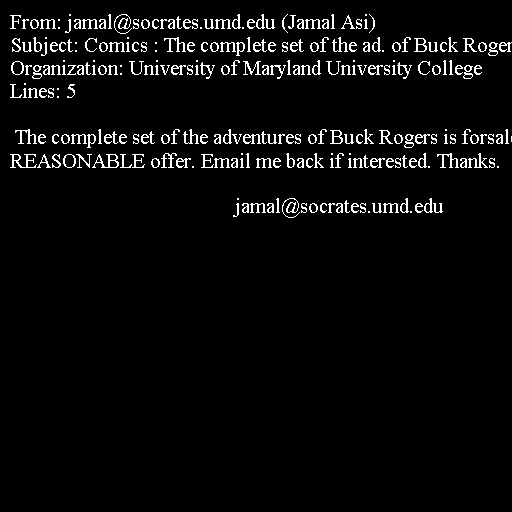 From: jamal@socrates.umd.edu (Jamal Asi)
Subject: Comics : The complete set of the ad. of Buck Roger
Organization: University of Maryland University College
Lines: 5
The complete set of the adventures of Buck Rogers is forsale
REASONABLE offer. Email me back if interested. Thanks.
jamal@socrates.umd.edu